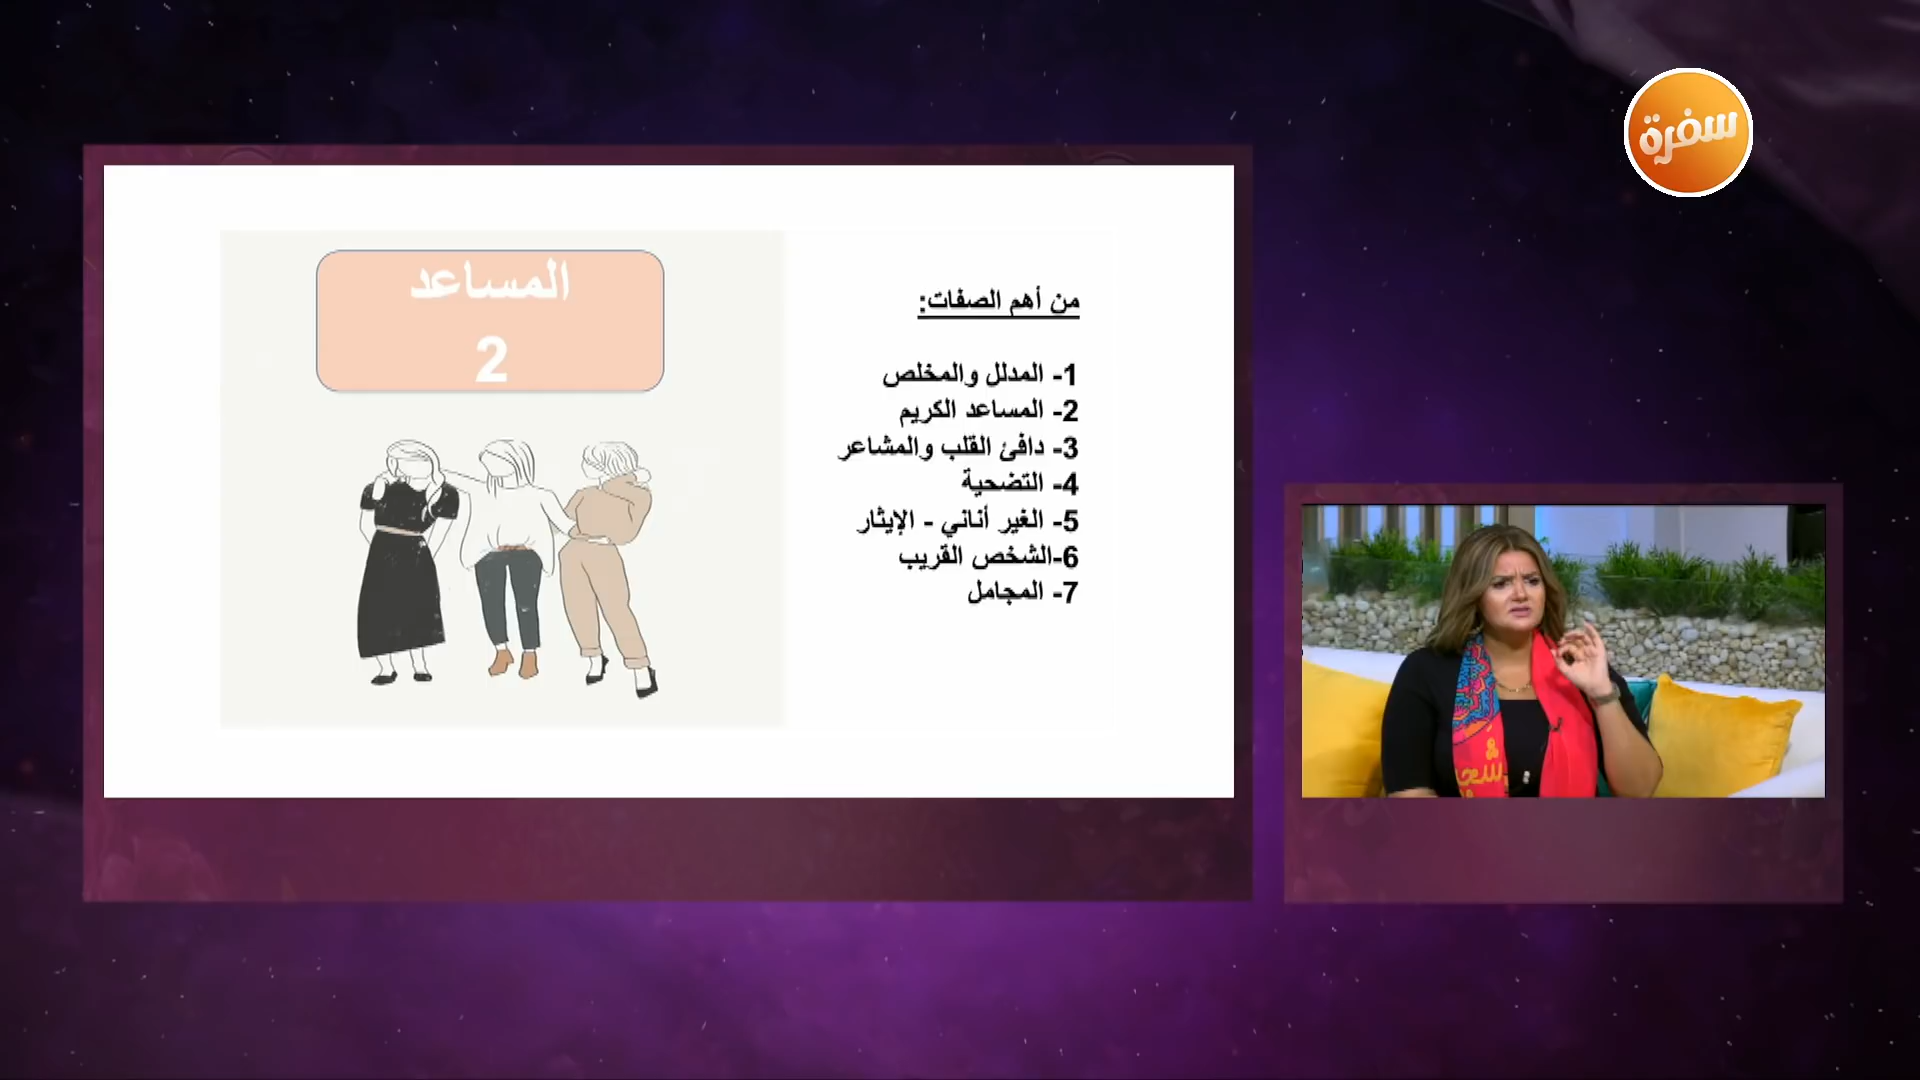 سفرة
المساعد
2
من أهم الصفات:
1- المدلل والمخلص
2- المساعد الكريم
3- دافئ القلب والمشاعر
4- التضحية
5- الغير أناني - الإيثار
6-الشخص القريب
7- المجامل